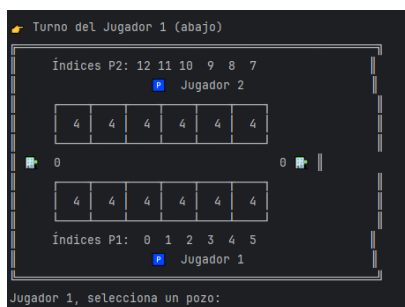 👉 Turno del Jugador 1 (abajo)
Índices P2: 12 11 10 9 8 7
🅿 Jugador 2
4 4 4 4 4 4
0 0
4 4 4 4 4 4
Índices P1: 0 1 2 3 4 5
🅿 Jugador 1
Jugador 1, selecciona un pozo: